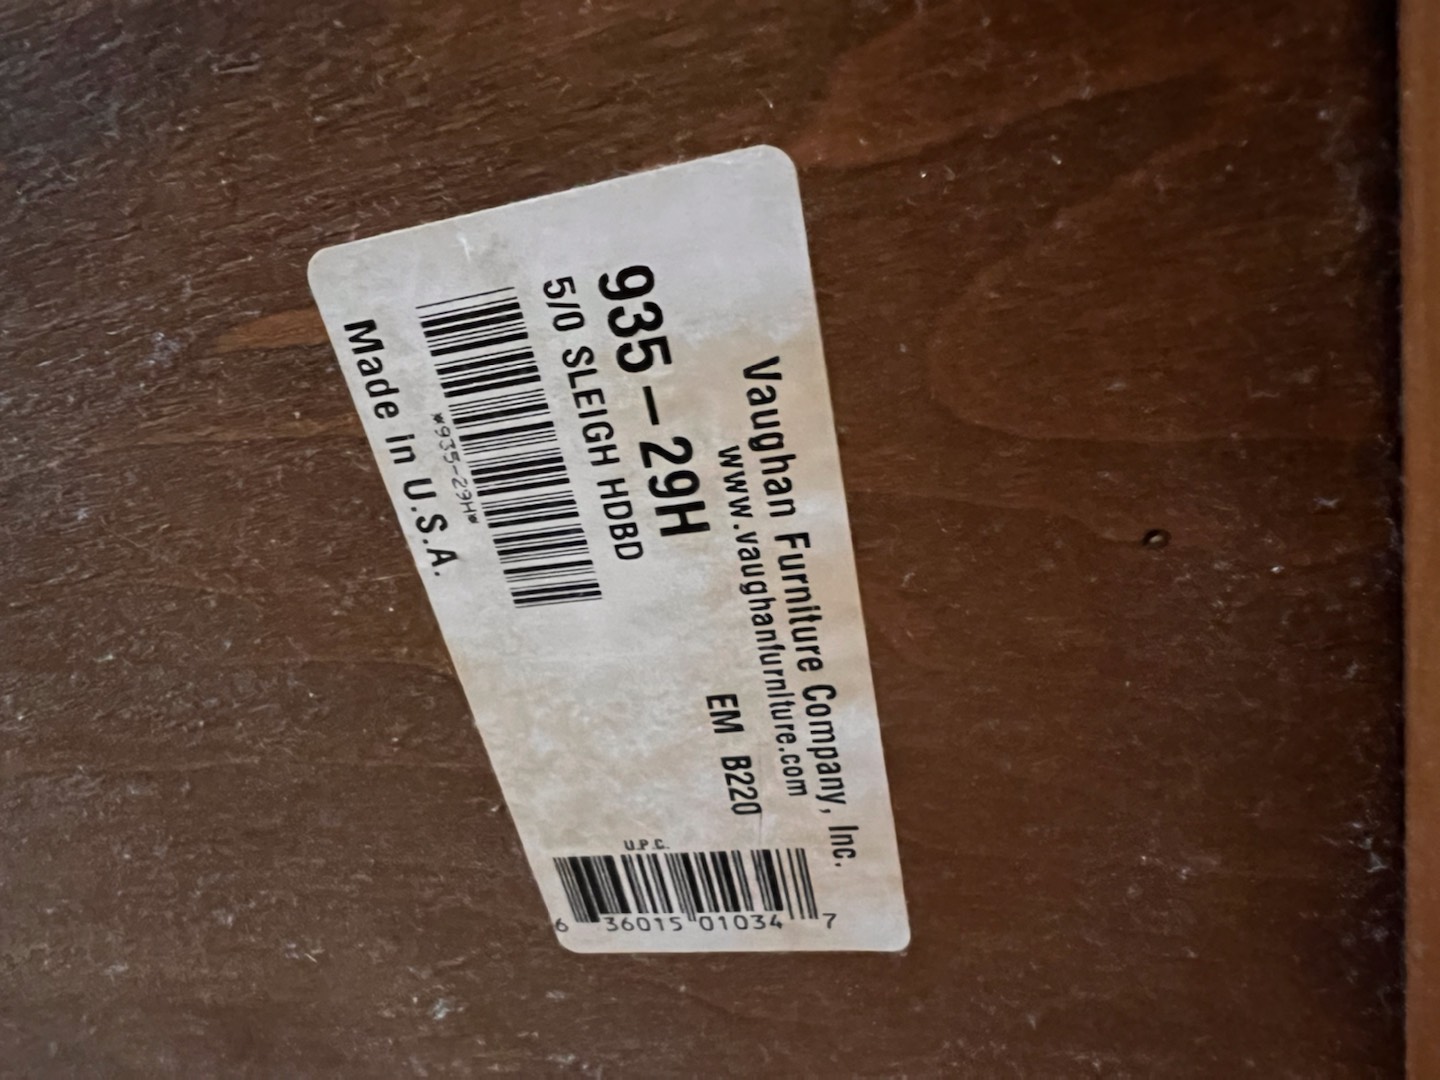 Vaughan Furniture Company, Inc.
www.vaughanfurniture.com
935-29H
5/0 SLEIGH HDBD
EM B220
*935-29H*
Made in U.S.A.
U.P.C.
6 36015 01034 7